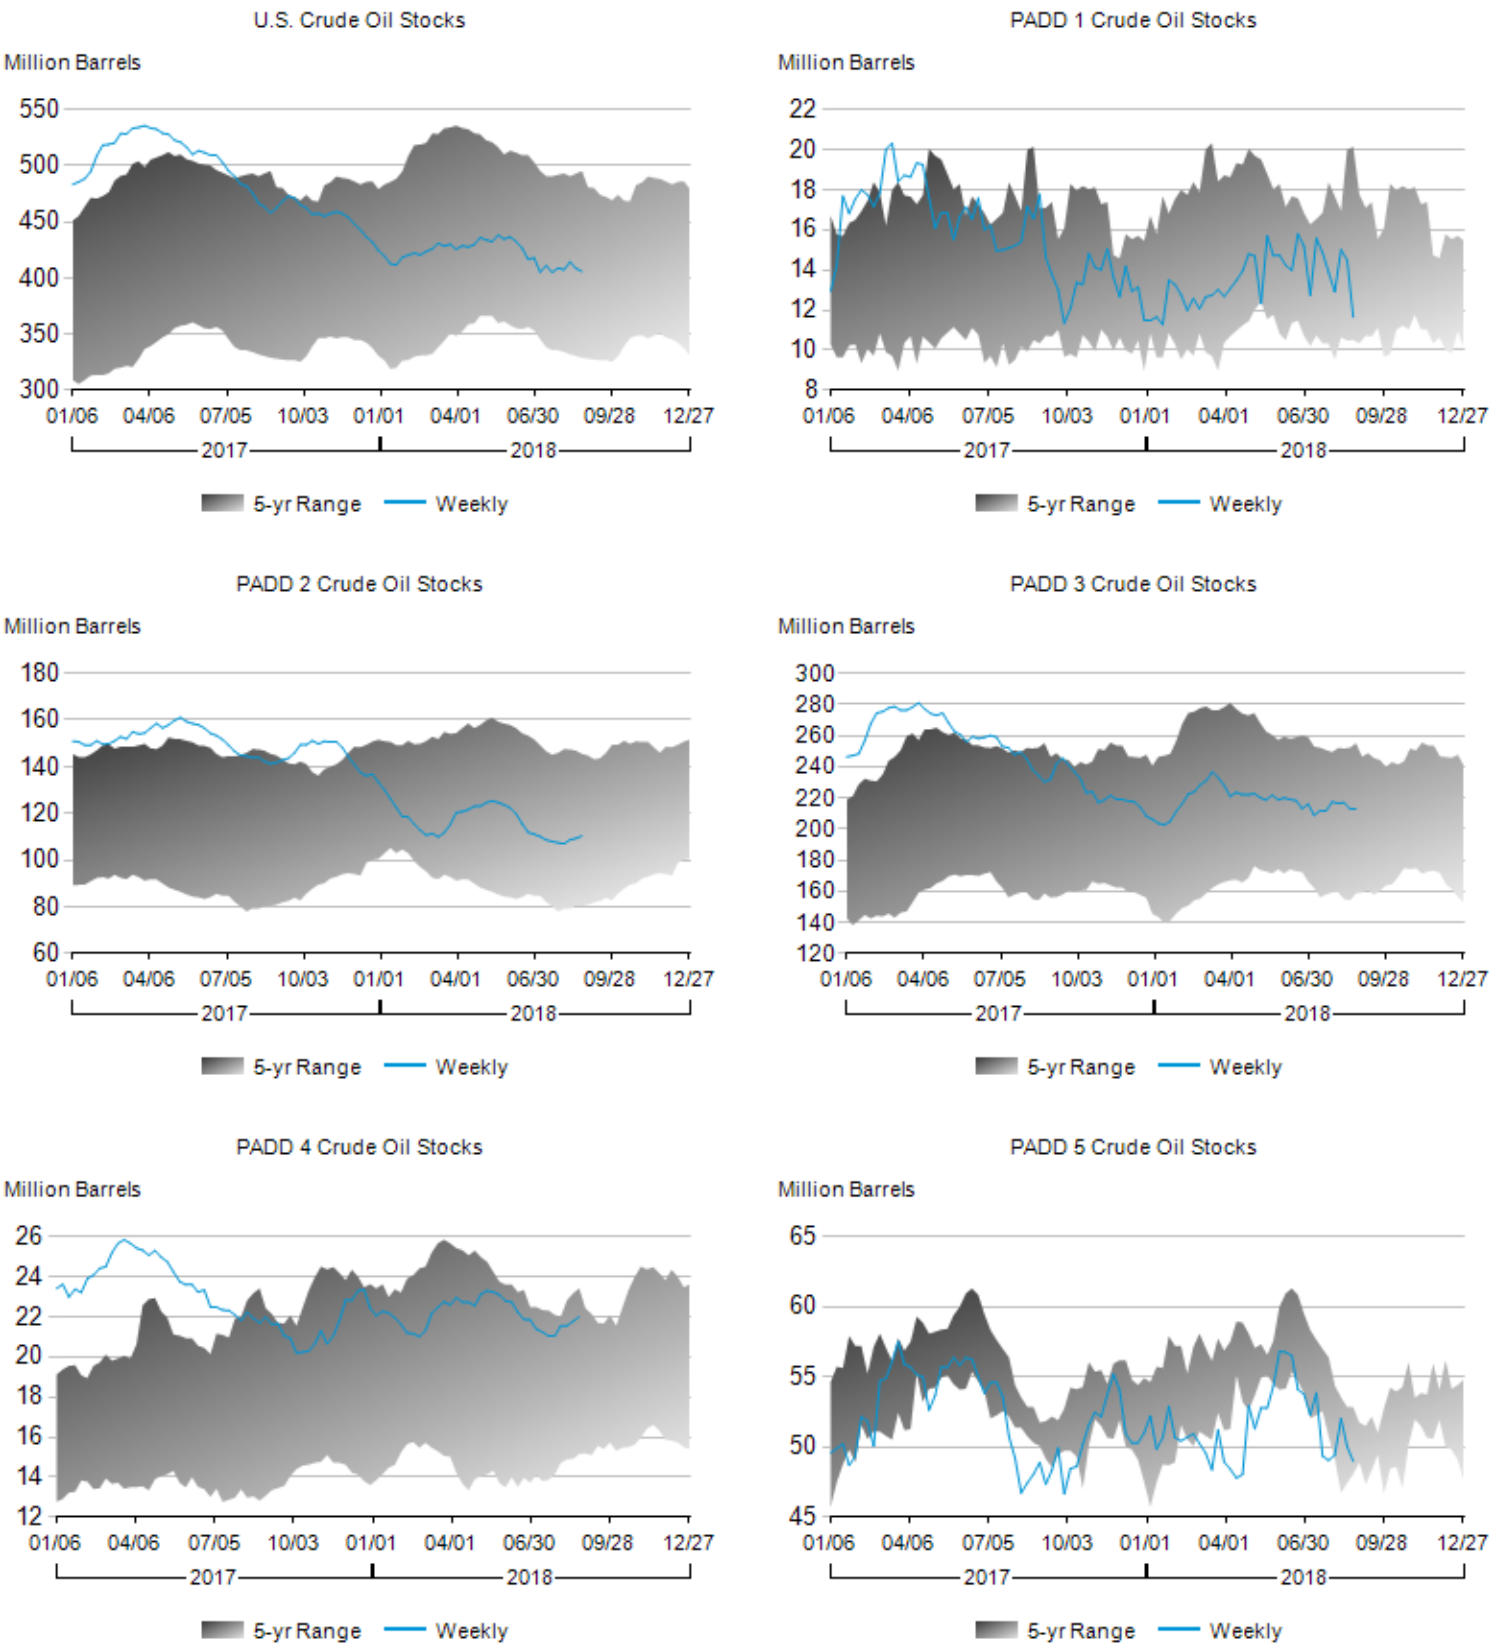 U.S. Crude Oil Stocks
Million Barrels
550
500
450
400
350
300
01/06 04/06 07/05 10/03 01/01 04/01 06/30 09/28 12/27
2017 2018
5-yr Range Weekly
PADD 1 Crude Oil Stocks
Million Barrels
22
20
18
16
14
12
10
8
01/06 04/06 07/05 10/03 01/01 04/01 06/30 09/28 12/27
2017 2018
5-yr Range Weekly
PADD 2 Crude Oil Stocks
Million Barrels
180
160
140
120
100
80
60
01/06 04/06 07/05 10/03 01/01 04/01 06/30 09/28 12/27
2017 2018
5-yr Range Weekly
PADD 3 Crude Oil Stocks
Million Barrels
300
280
260
240
220
200
180
160
140
120
01/06 04/06 07/05 10/03 01/01 04/01 06/30 09/28 12/27
2017 2018
5-yr Range Weekly
PADD 4 Crude Oil Stocks
Million Barrels
26
24
22
20
18
16
14
12
01/06 04/06 07/05 10/03 01/01 04/01 06/30 09/28 12/27
2017 2018
5-yr Range Weekly
PADD 5 Crude Oil Stocks
Million Barrels
65
60
55
50
45
01/06 04/06 07/05 10/03 01/01 04/01 06/30 09/28 12/27
2017 2018
5-yr Range Weekly